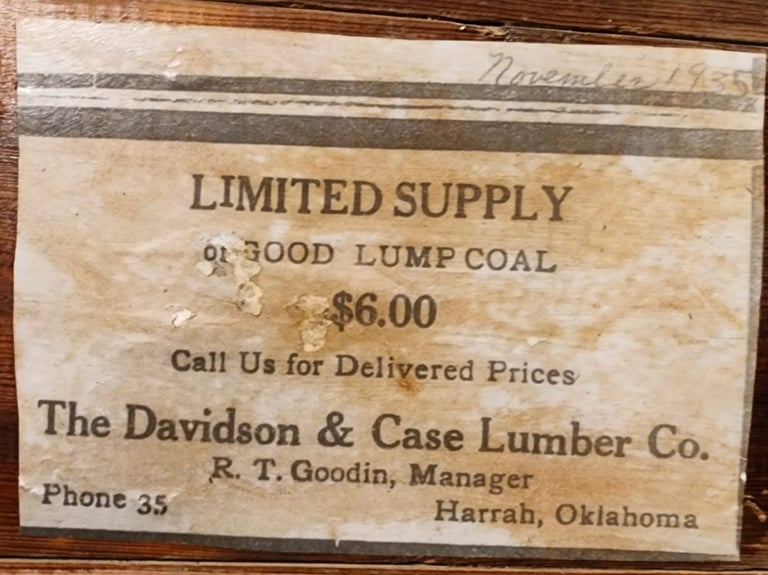 November 1935
LIMITED SUPPLY
of GOOD LUMP COAL
$6.00
Call Us for Delivered Prices
The Davidson & Case Lumber Co.
R. T. Goodin, Manager
Phone 35
Harrah, Oklahoma